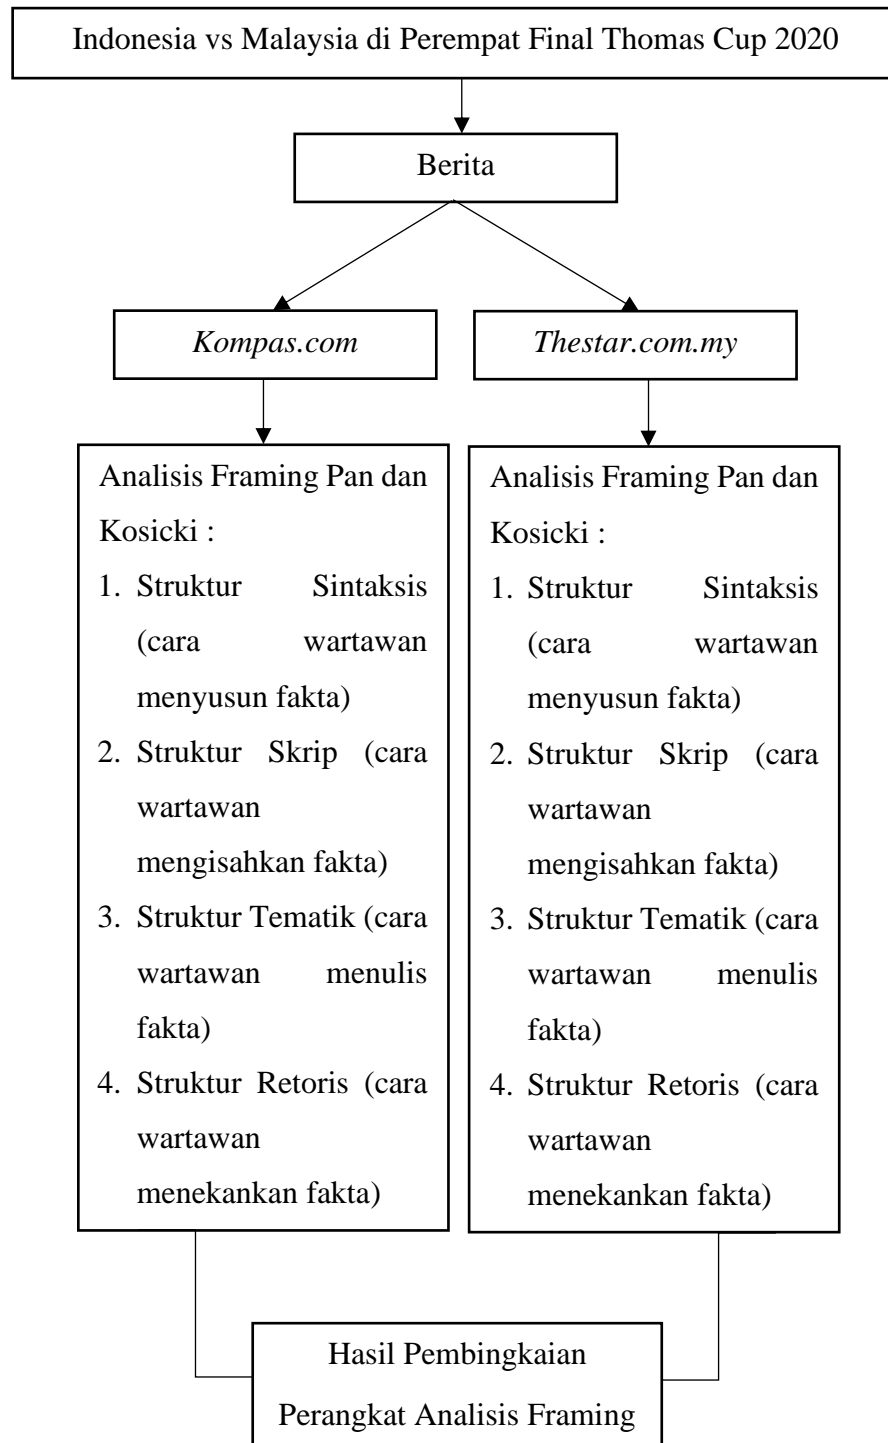 Indonesia vs Malaysia di Perempat Final Thomas Cup 2020
Berita
Kompas.com
Thestar.com.my
Analisis Framing Pan dan
Kosicki :
1. Struktur Sintaksis
(cara wartawan
menyusun fakta)
2. Struktur Skrip (cara
wartawan
mengisahkan fakta)
3. Struktur Tematik (cara
wartawan menulis
fakta)
4. Struktur Retoris (cara
wartawan
menekankan fakta)
Analisis Framing Pan dan
Kosicki :
1. Struktur Sintaksis
(cara wartawan
menyusun fakta)
2. Struktur Skrip (cara
wartawan
mengisahkan fakta)
3. Struktur Tematik (cara
wartawan menulis
fakta)
4. Struktur Retoris (cara
wartawan
menekankan fakta)
Hasil Pembingkaian
Perangkat Analisis Framing